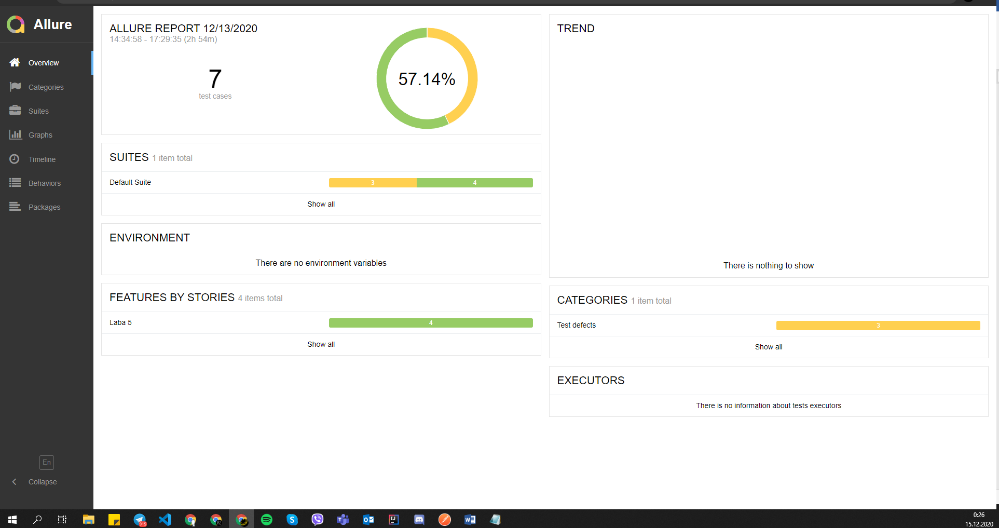 Allure
Overview
Categories
Suites
Graphs
Timeline
Behaviors
Packages
En
Collapse
ALLURE REPORT 12/13/2020
14:34:58 - 17:29:35 (2h 54m)
7
test cases
57.14%
SUITES 1 item total
Default Suite 3 4
Show all
ENVIRONMENT
There are no environment variables
FEATURES BY STORIES 4 items total
Laba 5 4
Show all
TREND
There is nothing to show
CATEGORIES 1 item total
Test defects 3
Show all
EXECUTORS
There is no information about tests executors
915
0:26
15.12.2020